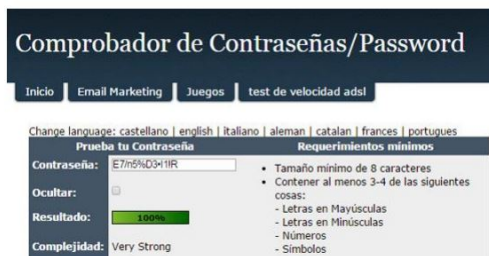 Comprobador de Contraseñas/Password
Inicio Email Marketing Juegos test de velocidad adsl
Change language: castellano | english | italiano | aleman | catalan | frances | portugues
Prueba tu Contraseña
Contraseña:
Ocultar:
Resultado: 100%
Complejidad: Very Strong
Requerimientos mínimos
• Tamaño mínimo de 8 caracteres
• Contener al menos 3-4 de las siguientes
cosas:
- Letras en Mayúsculas
- Letras en Minúsculas
- Números
- Símbolos